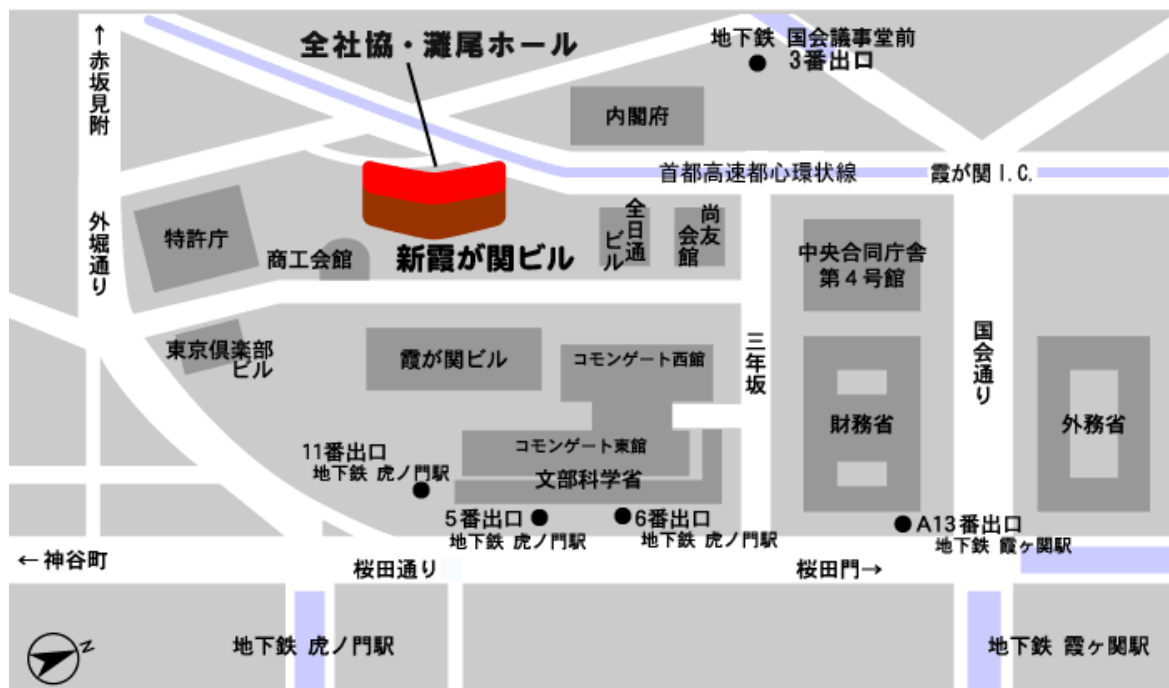 ↑赤坂見附
全社協・灘尾ホール
地下鉄 国会議事堂前
3番出口
内閣府
首都高速都心環状線
霞が関 I.C.
外堀通り
特許庁
商工会館
新霞が関ビル
全日通
ビル
尚友
会館
中央合同庁舎
第4号館
東京倶楽部
ビル
霞が関ビル
コモンゲート西館
三年坂
国会通り
財務省
外務省
コモンゲート東館
文部科学省
11番出口
地下鉄 虎ノ門駅
5番出口
地下鉄 虎ノ門駅
6番出口
地下鉄 虎ノ門駅
A13番出口
地下鉄 霞ヶ関駅
←神谷町
桜田通り
桜田門→
N
地下鉄 虎ノ門駅
地下鉄 霞ヶ関駅